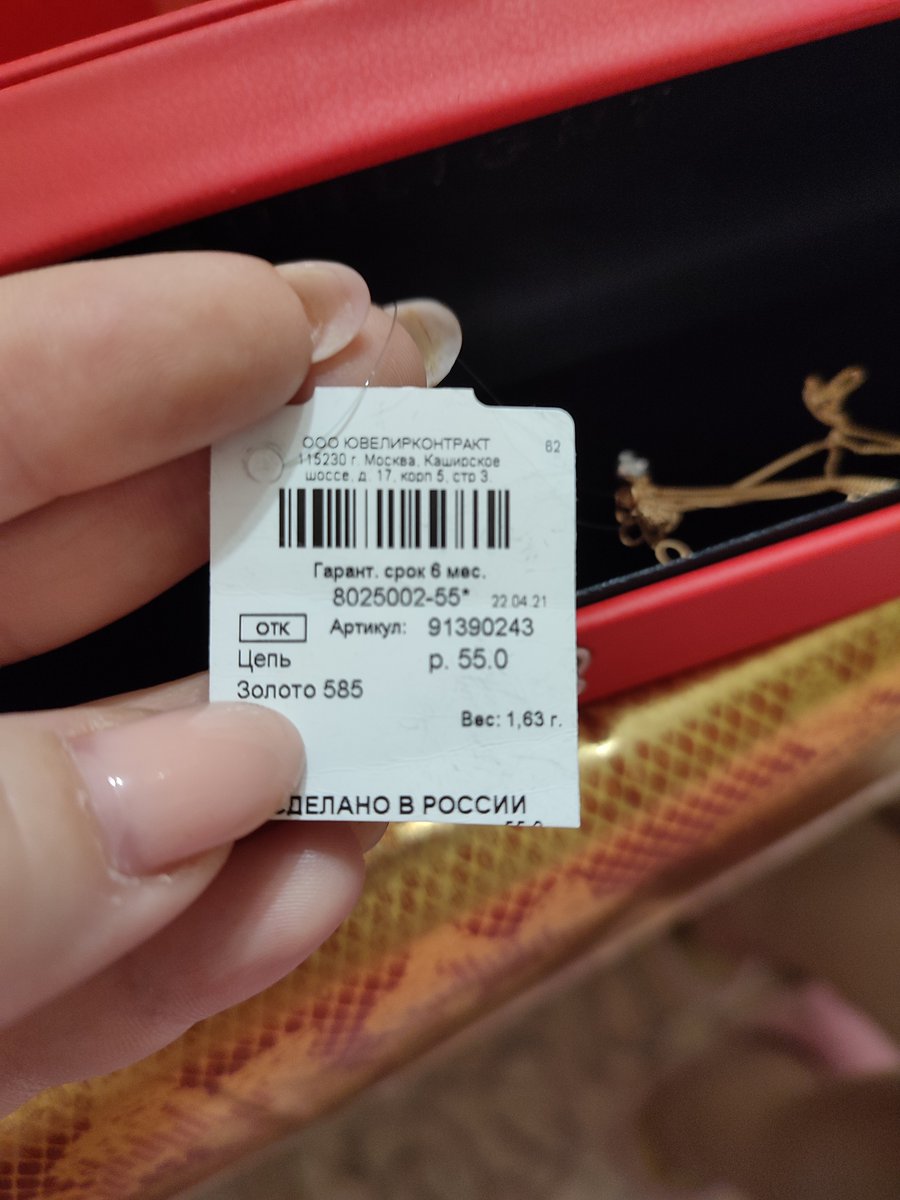 ООО ЮВЕЛИРКОНТРАКТ 62
115230 г. Москва, Каширское
шоссе, д. 17, корп 5, стр 3.
Гарант. срок 6 мес.
8025002-55* 22.04.21
ОТК Артикул: 91390243
Цепь р. 55.0
Золото 585
Вес: 1,63 г.
СДЕЛАНО В РОССИИ